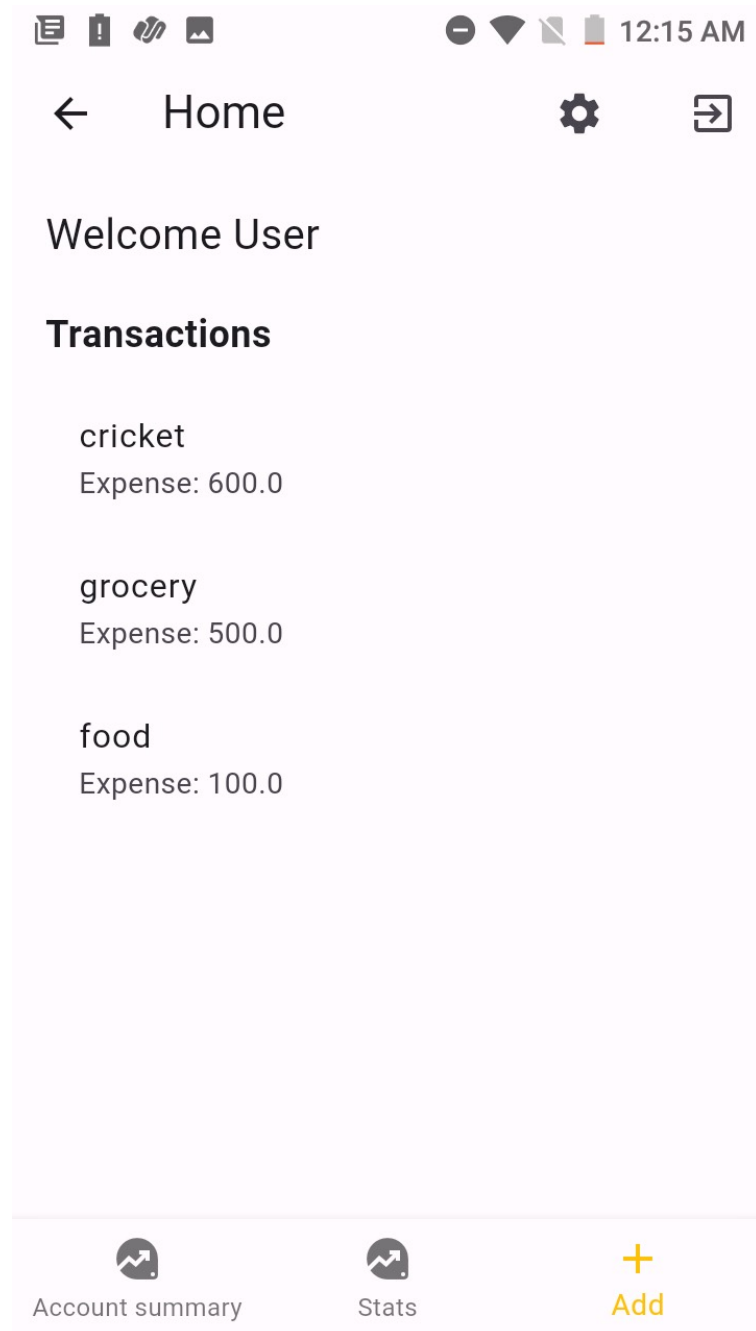 12:15 AM
Home
Welcome User
Transactions
cricket
Expense: 600.0
grocery
Expense: 500.0
food
Expense: 100.0
Account summary
Stats
Add